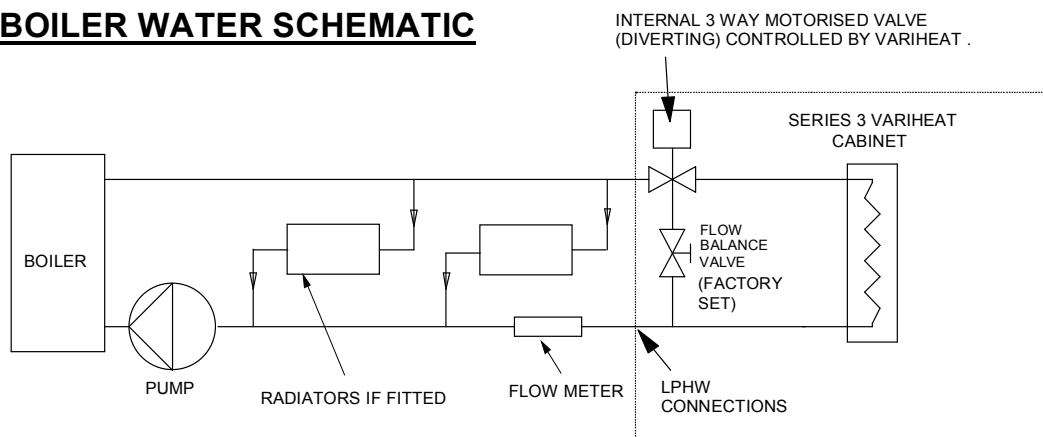 BOILER WATER SCHEMATIC
INTERNAL 3 WAY MOTORISED VALVE
(DIVERTING) CONTROLLED BY VARIHEAT .
SERIES 3 VARIHEAT
CABINET
BOILER
FLOW
BALANCE
VALVE
(FACTORY
SET)
PUMP
RADIATORS IF FITTED
FLOW METER
LPHW
CONNECTIONS